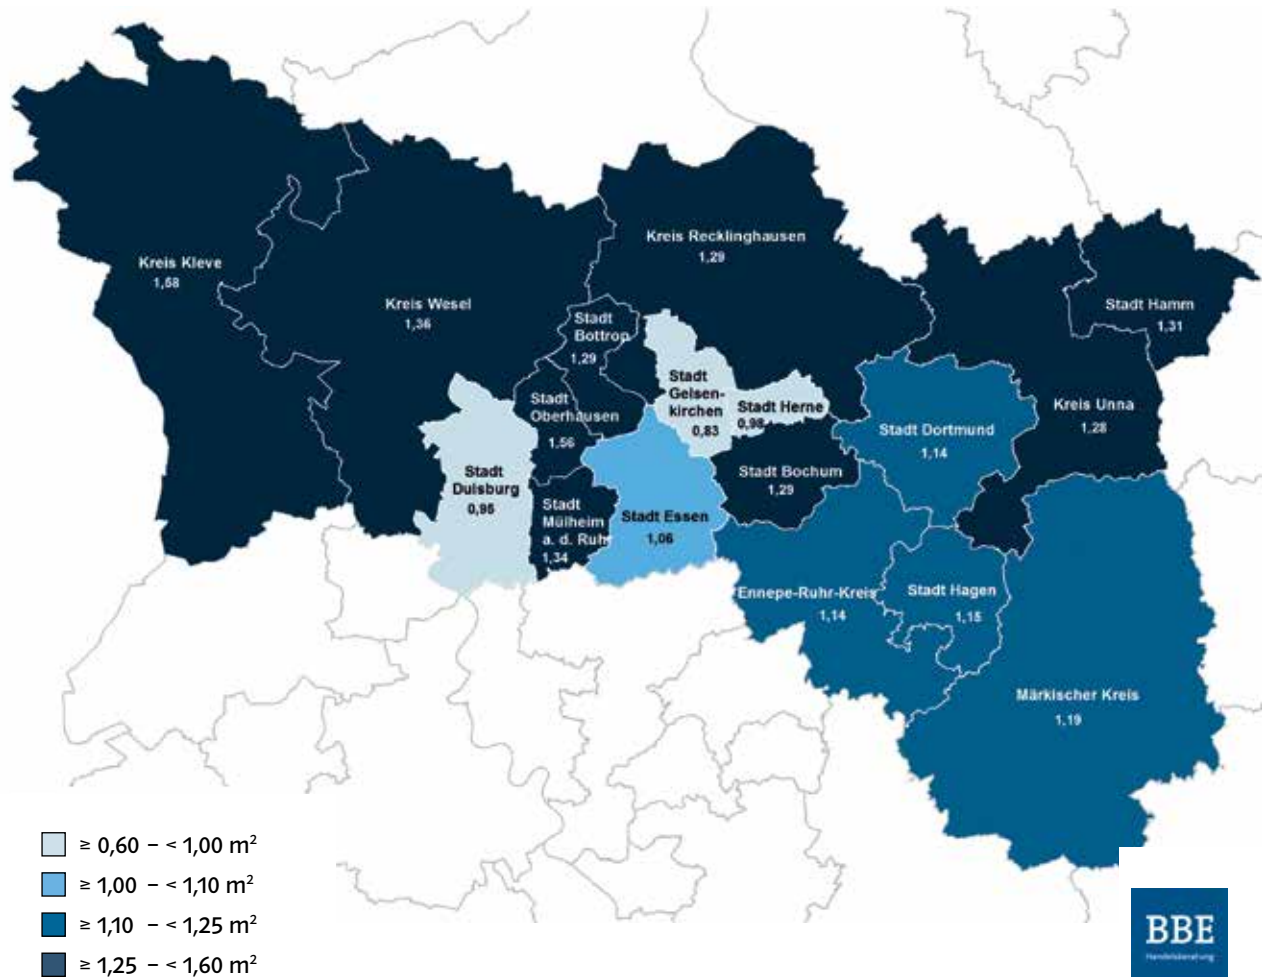 Kreis Kleve
1,58
Kreis Wesel
1,36
Kreis Recklinghausen
1,29
Stadt
Bottrop
1,29
Stadt
Oberhausen
1,56
Stadt
Gelsen-
kirchen
0,83
Stadt Herne
0,98
Stadt Hamm
1,31
Kreis Unna
1,28
Stadt Dortmund
1,14
Stadt Bochum
1,29
Stadt
Duisburg
0,95
Stadt
Mülheim
a. d. Ruhr
1,34
Stadt Essen
1,06
Ennepe-Ruhr-Kreis
1,14
Stadt Hagen
1,15
Märkischer Kreis
1,19
≥ 0,60 – < 1,00 m²
≥ 1,00 – < 1,10 m²
≥ 1,10 – < 1,25 m²
≥ 1,25 – < 1,60 m²
BBE
Handelsberatung